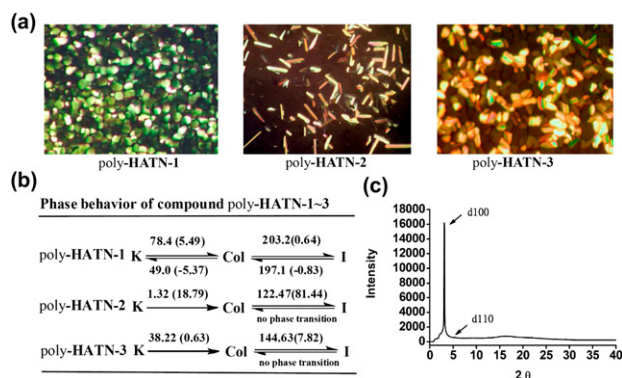 (a)
poly-HATN-1 poly-HATN-2 poly-HATN-3
(b)
Phase behavior of compound poly-HATN-1~3
78.4 (5.49) 203.2(0.64)
poly-HATN-1 K Col I
49.0 (-5.37) 197.1 (-0.83)
1.32 (18.79) 122.47(81.44)
poly-HATN-2 K Col I
no phase transition
38.22 (0.63) 144.63(7.82)
poly-HATN-3 K Col I
no phase transition
(c)
18000
16000
14000
12000
10000
8000
6000
4000
2000
0
Intensity
d100
d110
0 5 10 15 20 25 30 35 40
2 θ